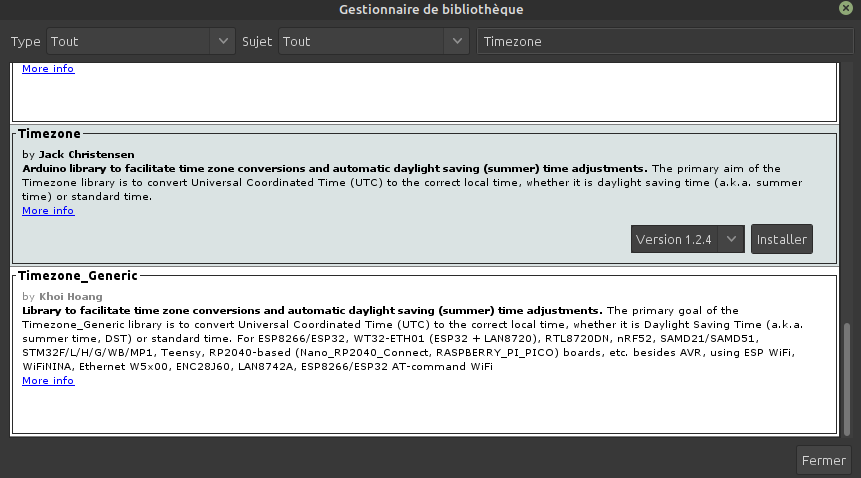 Gestionnaire de bibliothèque
Type Tout Sujet Tout Timezone
More info
Timezone
by Jack Christensen
Arduino library to facilitate time zone conversions and automatic daylight saving (summer) time adjustments. The primary aim of the
Timezone library is to convert Universal Coordinated Time (UTC) to the correct local time, whether it is daylight saving time (a.k.a. summer
time) or standard time.
More info
Version 1.2.4 Installer
Timezone_Generic
by Khoi Hoang
Library to facilitate time zone conversions and automatic daylight saving (summer) time adjustments. The primary goal of the
Timezone_Generic library is to convert Universal Coordinated Time (UTC) to the correct local time, whether it is Daylight Saving Time (a.k.a.
summer time, DST) or standard time. For ESP8266/ESP32, WT32-ETH01 (ESP32 + LAN8720), RTL8720DN, nRF52, SAMD21/SAMD51,
STM32F/L/H/G/WB/MP1, Teensy, RP2040-based (Nano_RP2040_Connect, RASPBERRY_PI_PICO) boards, etc. besides AVR, using ESP WiFi,
WiFiNINA, Ethernet W5x00, ENC28J60, LAN8742A, ESP8266/ESP32 AT-command WiFi
More info
Fermer